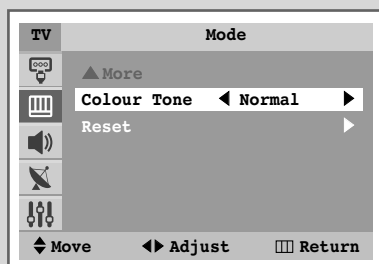 TV Mode
▲ More
Colour Tone ◀ Normal ▶
Reset ▶
Move Adjust Return